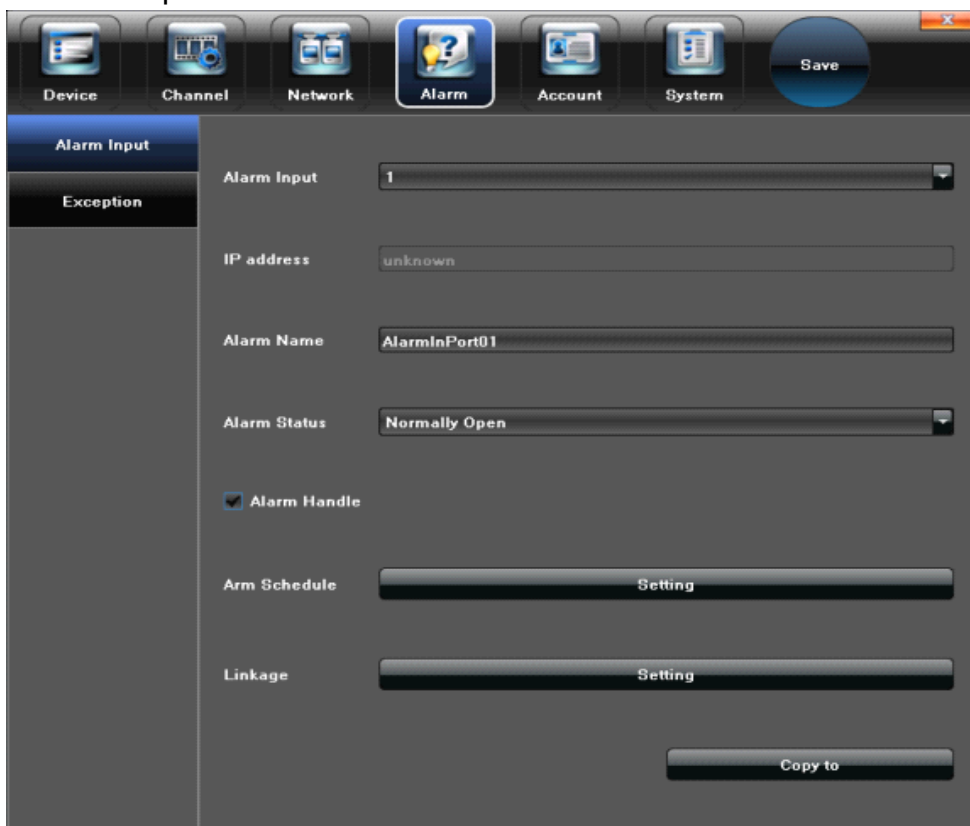 Device Channel Network Alarm Account System Save
Alarm Input
Exception
Alarm Input 1
IP address unknown
Alarm Name AlarmInPort01
Alarm Status Normally Open
Alarm Handle
Arm Schedule Setting
Linkage Setting
Copy to